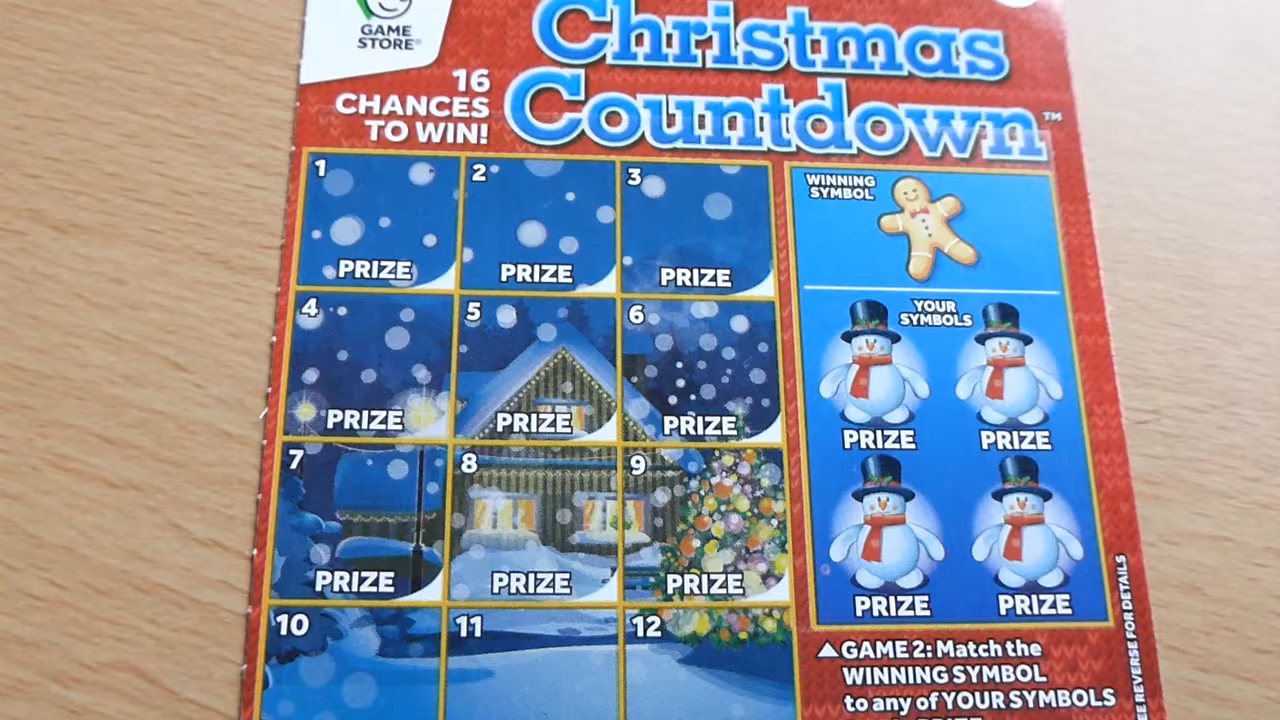 GAME
STORE®
Christmas
Countdown™
16
CHANCES
TO WIN!
1
2
3
PRIZE
PRIZE
PRIZE
4
5
6
PRIZE
PRIZE
PRIZE
7
8
9
PRIZE
PRIZE
PRIZE
10
11
12
WINNING
SYMBOL
YOUR
SYMBOLS
PRIZE
PRIZE
PRIZE
PRIZE
GAME 2: Match the
WINNING SYMBOL
to any of YOUR SYMBOLS
REVERSE FOR DETAILS